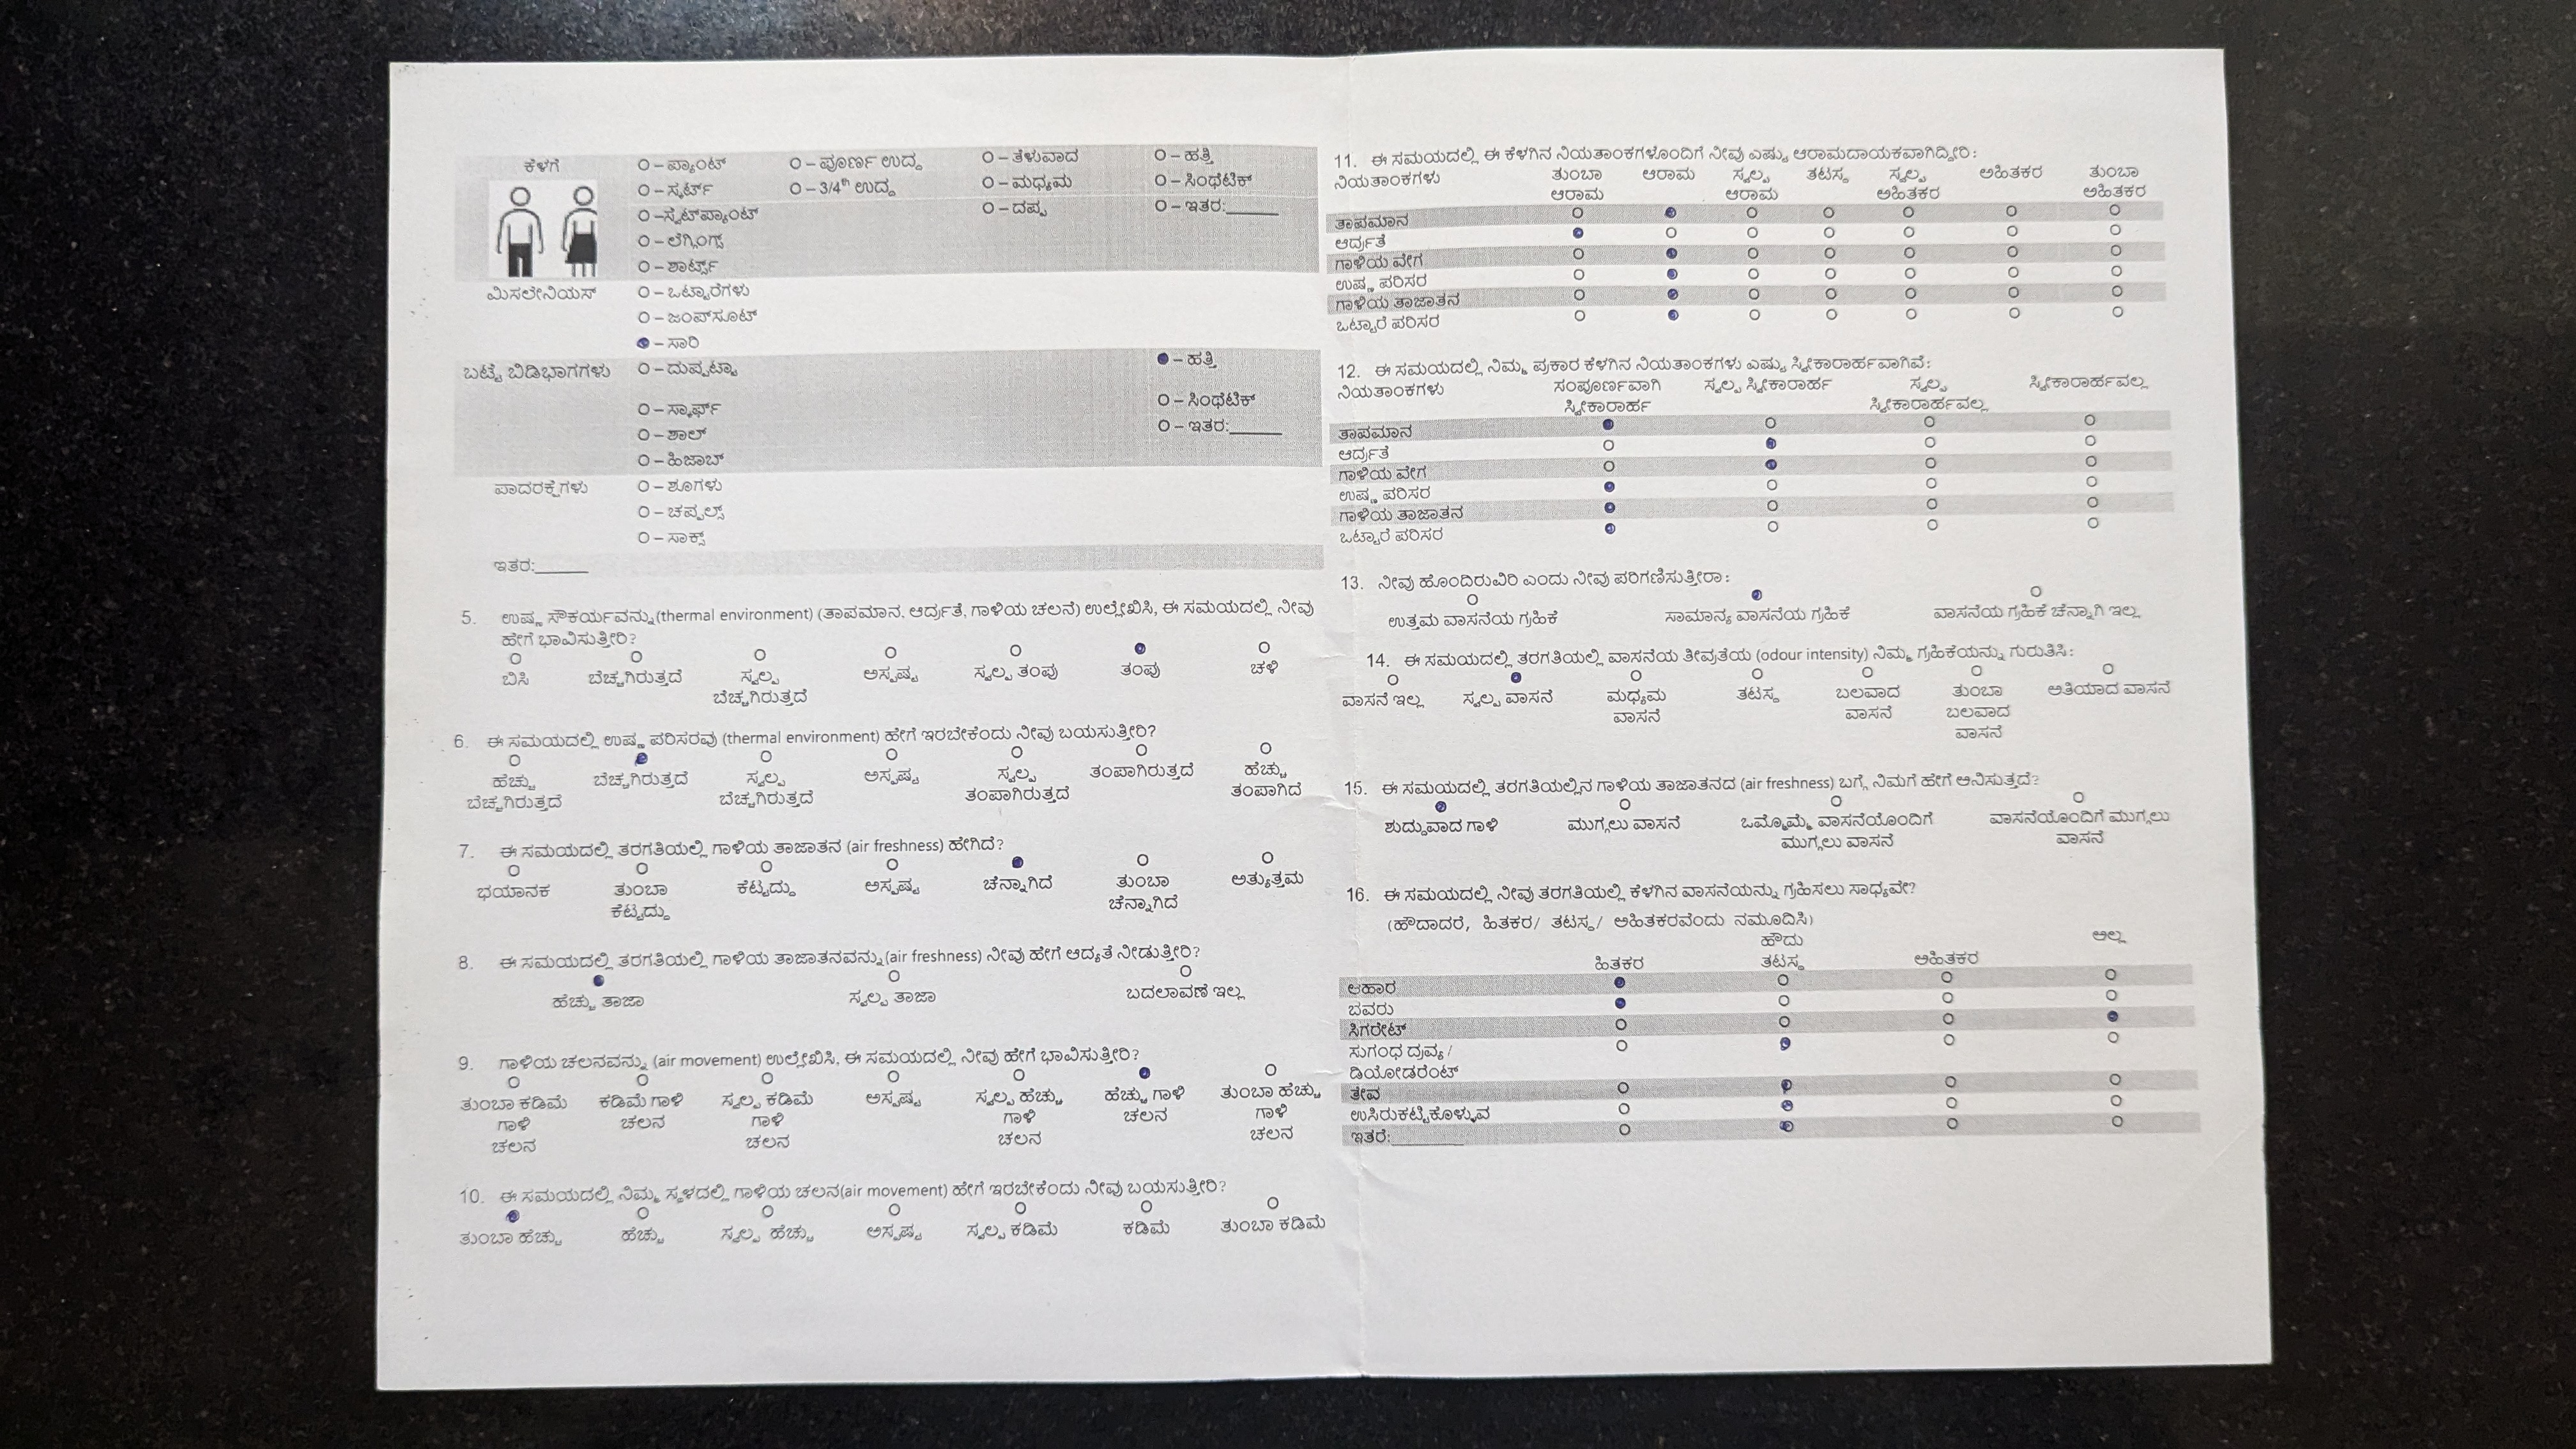 ಕೆಳಗೆ O – ಪ್ಯಾಂಟ್ O – ಪೂರ್ಣ ಉದ್ದ O – ತೆಳುವಾದ O – ಹತ್ತಿ
O – ಸ್ಕರ್ಟ್ O – 3/4th ಉದ್ದ O – ಮಧ್ಯಮ O – ಸಿಂಥೆಟಿಕ್
O –ಸ್ವೆಟ್‌ಪ್ಯಾಂಟ್ O – ದಪ್ಪ O – ಇತರ:______
O – ಲೆಗ್ಗಿಂಗ್ಸ್
O – ಶಾರ್ಟ್ಸ್
ಮಿಸಲೇನಿಯಸ್ O – ಒಟ್ಟಾರೆಗಳು
O – ಜಂಪ್‌ಸೂಟ್
– ಸಾರಿ
ಬಟ್ಟೆ ಬಿಡಿಭಾಗಗಳು O – ದುಪ್ಪಟ್ಟಾ – ಹತ್ತಿ
O – ಸ್ಕಾರ್ಫ್ O – ಸಿಂಥೆಟಿಕ್
O – ಶಾಲ್ O – ಇತರ:______
O – ಹಿಜಾಬ್
ಪಾದರಕ್ಷೆಗಳು O – ಶೂಗಳು
O – ಚಪ್ಪಲ್ಸ್
O – ಸಾಕ್ಸ್
ಇತರ:______
5. ಉಷ್ಣ ಸೌಕರ್ಯವನ್ನು(thermal environment) (ತಾಪಮಾನ, ಆರ್ದ್ರತೆ, ಗಾಳಿಯ ಚಲನೆ) ಉಲ್ಲೇಖಿಸಿ, ಈ ಸಮಯದಲ್ಲಿ ನೀವು
ಹೇಗೆ ಭಾವಿಸುತ್ತೀರಿ?
ಬಿಸಿ ಬೆಚ್ಚಗಿರುತ್ತದೆ ಸ್ವಲ್ಪ ಅಸ್ಪಷ್ಟ ಸ್ವಲ್ಪ ತಂಪು ತಂಪು ಚಳಿ
ಬೆಚ್ಚಗಿರುತ್ತದೆ
6. ಈ ಸಮಯದಲ್ಲಿ ಉಷ್ಣ ಪರಿಸರವು (thermal environment) ಹೇಗೆ ಇರಬೇಕೆಂದು ನೀವು ಬಯಸುತ್ತೀರಿ?
ಹೆಚ್ಚು ಬೆಚ್ಚಗಿರುತ್ತದೆ ಸ್ವಲ್ಪ ಅಸ್ಪಷ್ಟ ಸ್ವಲ್ಪ ತಂಪಾಗಿರುತ್ತದೆ ಹೆಚ್ಚು
ಬೆಚ್ಚಗಿರುತ್ತದೆ ಬೆಚ್ಚಗಿರುತ್ತದೆ ತಂಪಾಗಿರುತ್ತದೆ ತಂಪಾಗಿದೆ
7. ಈ ಸಮಯದಲ್ಲಿ ತರಗತಿಯಲ್ಲಿ ಗಾಳಿಯ ತಾಜಾತನ (air freshness) ಹೇಗಿದೆ?
ಭಯಾನಕ ತುಂಬಾ ಕೆಟ್ಟದ್ದು ಅಸ್ಪಷ್ಟ ಚೆನ್ನಾಗಿದೆ ತುಂಬಾ ಅತ್ಯುತ್ತಮ
ಕೆಟ್ಟದ್ದು ಚೆನ್ನಾಗಿದೆ
8. ಈ ಸಮಯದಲ್ಲಿ ತರಗತಿಯಲ್ಲಿ ಗಾಳಿಯ ತಾಜಾತನವನ್ನು(air freshness) ನೀವು ಹೇಗೆ ಆದ್ಯತೆ ನೀಡುತ್ತೀರಿ?
ಹೆಚ್ಚು ತಾಜಾ ಸ್ವಲ್ಪ ತಾಜಾ ಬದಲಾವಣೆ ಇಲ್ಲ
9. ಗಾಳಿಯ ಚಲನವನ್ನು (air movement) ಉಲ್ಲೇಖಿಸಿ, ಈ ಸಮಯದಲ್ಲಿ ನೀವು ಹೇಗೆ ಭಾವಿಸುತ್ತೀರಿ?
ತುಂಬಾ ಕಡಿಮೆ ಕಡಿಮೆ ಗಾಳಿ ಸ್ವಲ್ಪ ಕಡಿಮೆ ಅಸ್ಪಷ್ಟ ಸ್ವಲ್ಪ ಹೆಚ್ಚು ಹೆಚ್ಚು ಗಾಳಿ ತುಂಬಾ ಹೆಚ್ಚು
ಗಾಳಿ ಚಲನ ಗಾಳಿ ಗಾಳಿ ಚಲನ ಗಾಳಿ
ಚಲನ ಚಲನ ಚಲನ ಚಲನ
10. ಈ ಸಮಯದಲ್ಲಿ ನಿಮ್ಮ ಸ್ಥಳದಲ್ಲಿ ಗಾಳಿಯ ಚಲನ(air movement) ಹೇಗೆ ಇರಬೇಕೆಂದು ನೀವು ಬಯಸುತ್ತೀರಿ?
ತುಂಬಾ ಹೆಚ್ಚು ಹೆಚ್ಚು ಸ್ವಲ್ಪ ಹೆಚ್ಚು ಅಸ್ಪಷ್ಟ ಸ್ವಲ್ಪ ಕಡಿಮೆ ಕಡಿಮೆ ತುಂಬಾ ಕಡಿಮೆ
11. ಈ ಸಮಯದಲ್ಲಿ ಈ ಕೆಳಗಿನ ನಿಯತಾಂಕಗಳೊಂದಿಗೆ ನೀವು ಎಷ್ಟು ಆರಾಮದಾಯಕವಾಗಿದ್ದೀರಿ:
ನಿಯತಾಂಕಗಳು ತುಂಬಾ ಆರಾಮ ಸ್ವಲ್ಪ ತಟಸ್ಥ ಸ್ವಲ್ಪ ಅಹಿತಕರ ತುಂಬಾ
ಆರಾಮ ಆರಾಮ ಅಹಿತಕರ ಅಹಿತಕರ
ತಾಪಮಾನ
ಆರ್ದ್ರತೆ
ಗಾಳಿಯ ವೇಗ
ಉಷ್ಣ ಪರಿಸರ
ಗಾಳಿಯ ತಾಜಾತನ
ಒಟ್ಟಾರೆ ಪರಿಸರ
12. ಈ ಸಮಯದಲ್ಲಿ ನಿಮ್ಮ ಪ್ರಕಾರ ಕೆಳಗಿನ ನಿಯತಾಂಕಗಳು ಎಷ್ಟು ಸ್ವೀಕಾರಾರ್ಹವಾಗಿವೆ:
ನಿಯತಾಂಕಗಳು ಸಂಪೂರ್ಣವಾಗಿ ಸ್ವಲ್ಪ ಸ್ವೀಕಾರಾರ್ಹ ಸ್ವಲ್ಪ ಸ್ವೀಕಾರಾರ್ಹವಲ್ಲ
ಸ್ವೀಕಾರಾರ್ಹ ಸ್ವೀಕಾರಾರ್ಹವಲ್ಲ
ತಾಪಮಾನ
ಆರ್ದ್ರತೆ
ಗಾಳಿಯ ವೇಗ
ಉಷ್ಣ ಪರಿಸರ
ಗಾಳಿಯ ತಾಜಾತನ
ಒಟ್ಟಾರೆ ಪರಿಸರ
13. ನೀವು ಹೊಂದಿರುವಿರಿ ಎಂದು ನೀವು ಪರಿಗಣಿಸುತ್ತೀರಾ:
ಉತ್ತಮ ವಾಸನೆಯ ಗ್ರಹಿಕೆ ಸಾಮಾನ್ಯ ವಾಸನೆಯ ಗ್ರಹಿಕೆ ವಾಸನೆಯ ಗ್ರಹಿಕೆ ಚೆನ್ನಾಗಿ ಇಲ್ಲ
14. ಈ ಸಮಯದಲ್ಲಿ ತರಗತಿಯಲ್ಲಿ ವಾಸನೆಯ ತೀವ್ರತೆಯ (odour intensity) ನಿಮ್ಮ ಗ್ರಹಿಕೆಯನ್ನು ಗುರುತಿಸಿ:
ವಾಸನೆ ಇಲ್ಲ ಸ್ವಲ್ಪ ವಾಸನೆ ಮಧ್ಯಮ ತಟಸ್ಥ ಬಲವಾದ ತುಂಬಾ ಅತಿಯಾದ ವಾಸನೆ
ವಾಸನೆ ವಾಸನೆ ಬಲವಾದ
ವಾಸನೆ
15. ಈ ಸಮಯದಲ್ಲಿ ತರಗತಿಯಲ್ಲಿನ ಗಾಳಿಯ ತಾಜಾತನದ (air freshness) ಬಗ್ಗೆ ನಿಮಗೆ ಹೇಗೆ ಅನಿಸುತ್ತದೆ?
ಶುದ್ಧವಾದ ಗಾಳಿ ಮುಗ್ಗಲು ವಾಸನೆ ಒಮ್ಮೊಮ್ಮೆ ವಾಸನೆಯೊಂದಿಗೆ ವಾಸನೆಯೊಂದಿಗೆ ಮುಗ್ಗಲು
ಮುಗ್ಗಲು ವಾಸನೆ ವಾಸನೆ
16. ಈ ಸಮಯದಲ್ಲಿ ನೀವು ತರಗತಿಯಲ್ಲಿ ಕೆಳಗಿನ ವಾಸನೆಯನ್ನು ಗ್ರಹಿಸಲು ಸಾಧ್ಯವೇ?
(ಹೌದಾದರೆ, ಹಿತಕರ/ ತಟಸ್ಥ/ ಅಹಿತಕರವೆಂದು ನಮೂದಿಸಿ)
ಹೌದು ಅಲ್ಲ
ಹಿತಕರ ತಟಸ್ಥ ಅಹಿತಕರ
ಆಹಾರ
ಬೆವರು
ಸಿಗರೇಟ್
ಸುಗಂಧ ದ್ರವ್ಯ /
ಡಿಯೋಡರೆಂಟ್
ತೇವ
ಉಸಿರುಕಟ್ಟಿಕೊಳ್ಳುವ
ಇತರೆ:________